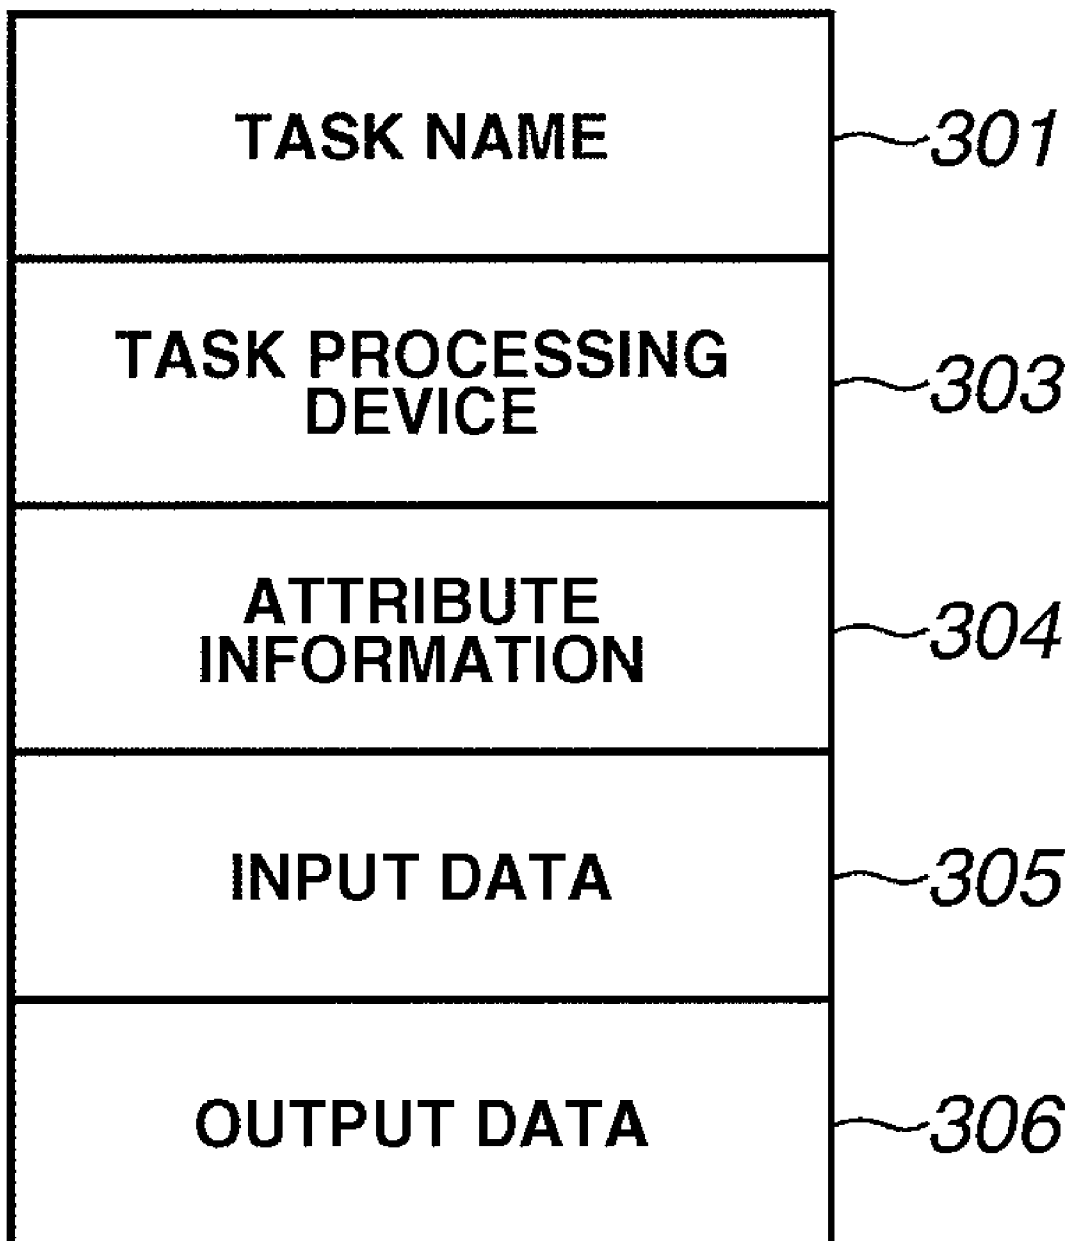 TASK NAME
301
TASK PROCESSING
DEVICE
303
ATTRIBUTE
INFORMATION
304
INPUT DATA
305
OUTPUT DATA
306